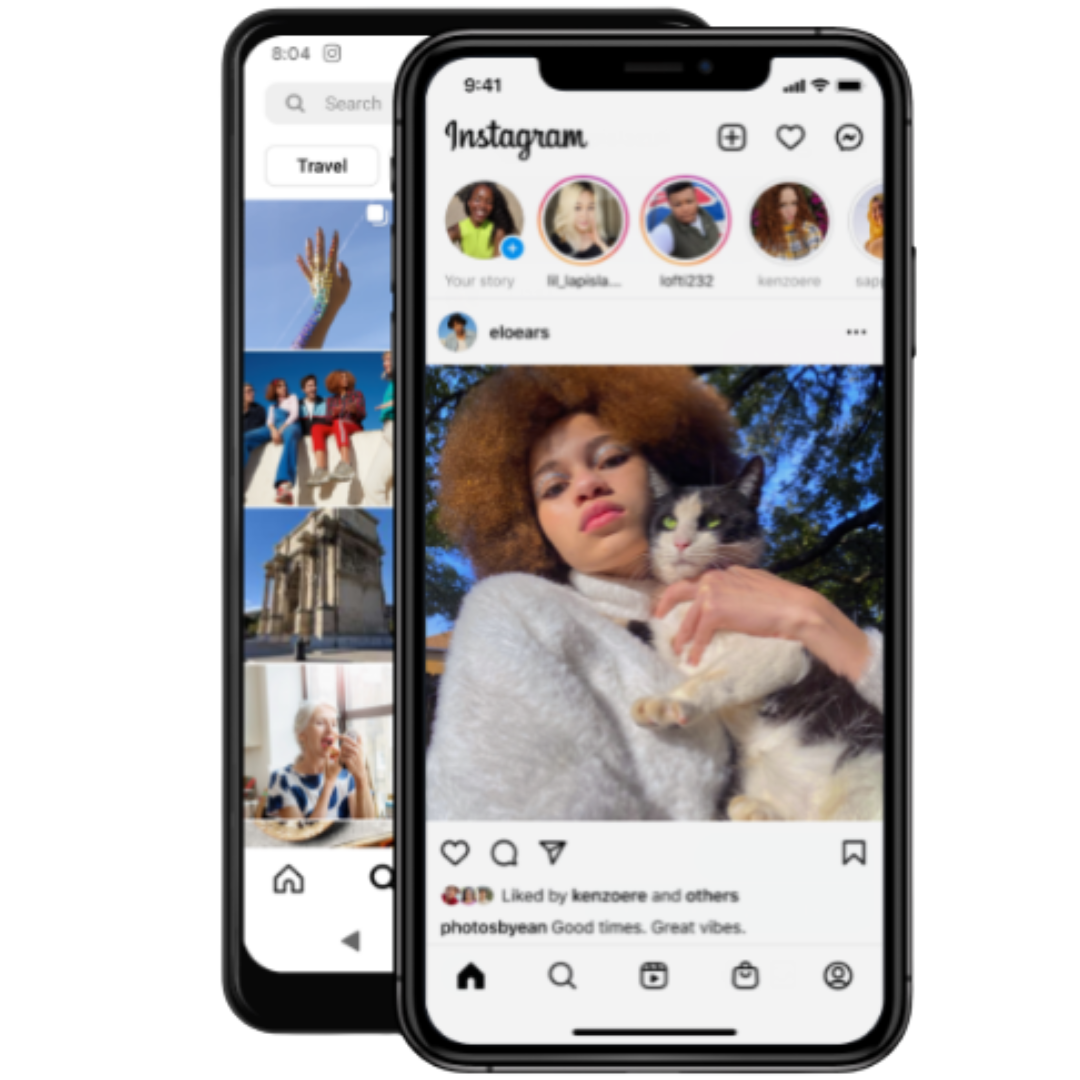 8:04
Search
Travel
9:41
Instagram
Your story lil_lapisla... lofti232 kenzoere sapp
eloears
Liked by kenzoere and others
photosbyean Good times. Great vibes.